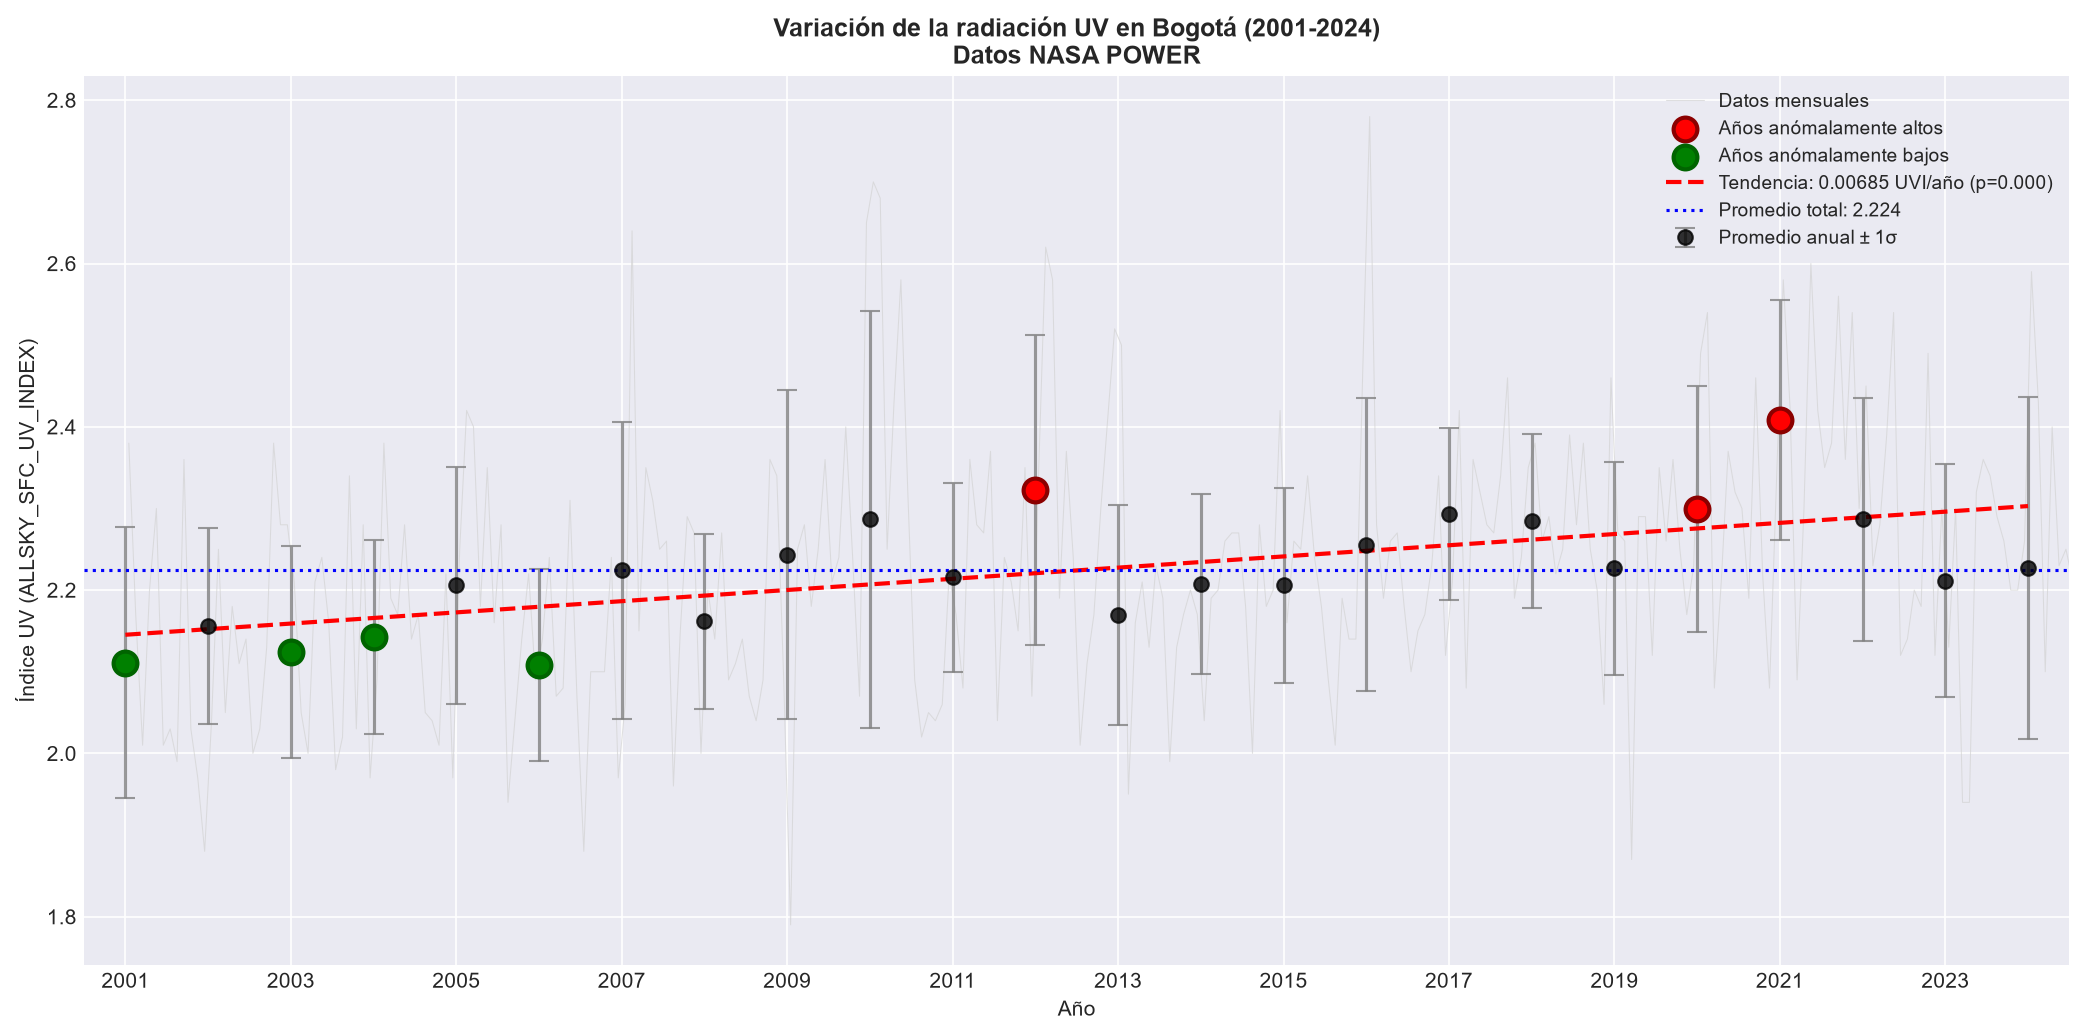 Variación de la radiación UV en Bogotá (2001-2024)
Datos NASA POWER
Índice UV (ALLSKY_SFC_UV_INDEX)
2.8
2.6
2.4
2.2
2.0
1.8
Datos mensuales
Años anómalamente altos
Años anómalamente bajos
Tendencia: 0.00685 UVI/año (p=0.000)
Promedio total: 2.224
Promedio anual ± 1σ
2001 2003 2005 2007 2009 2011 2013 2015 2017 2019 2021 2023
Año